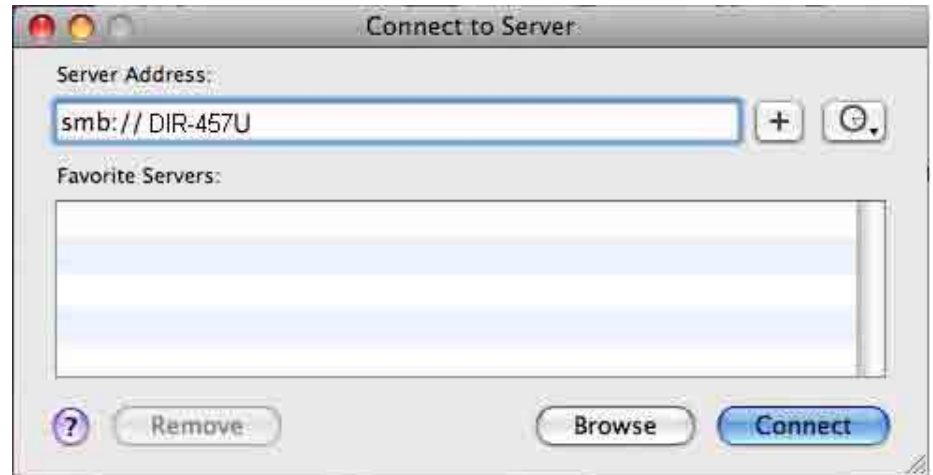 Connect to Server
Server Address:
smb:// DIR-457U
+
Favorite Servers:
? Remove Browse Connect